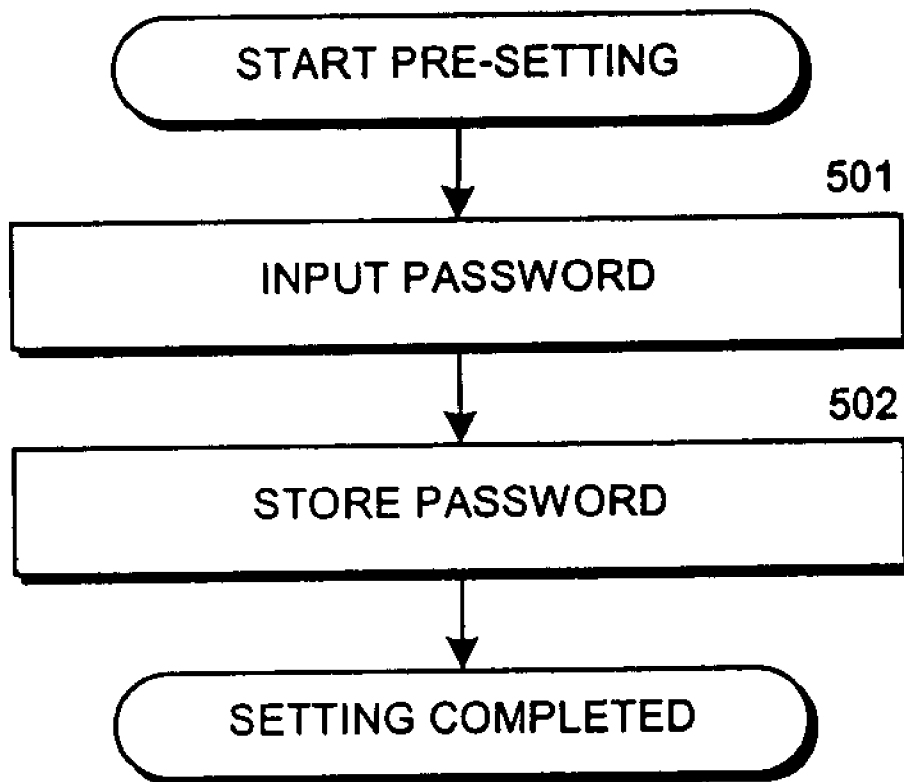 START PRE-SETTING
501
INPUT PASSWORD
502
STORE PASSWORD
SETTING COMPLETED